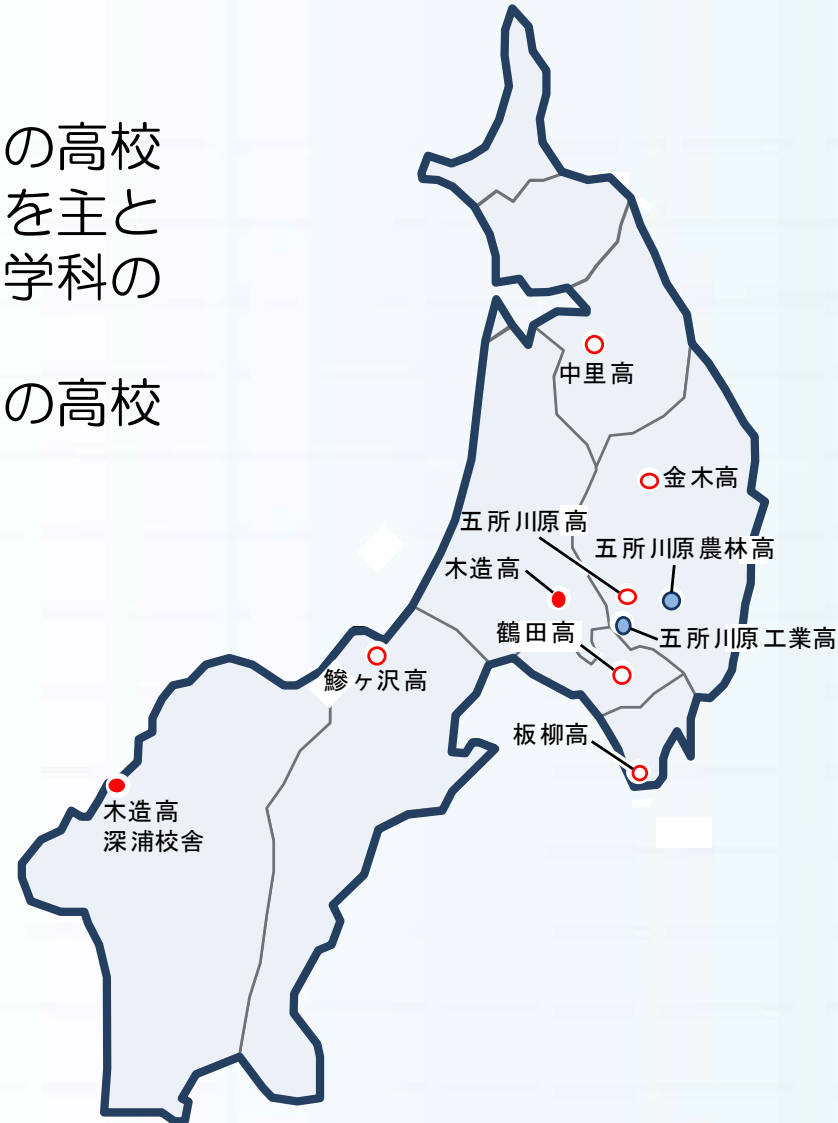 の高校
を主と
学科の
の高校
中里高
金木高
五所川原高
五所川原農林高
木造高
鶴田高
五所川原工業高
鰺ヶ沢高
板柳高
木造高
深浦校舎